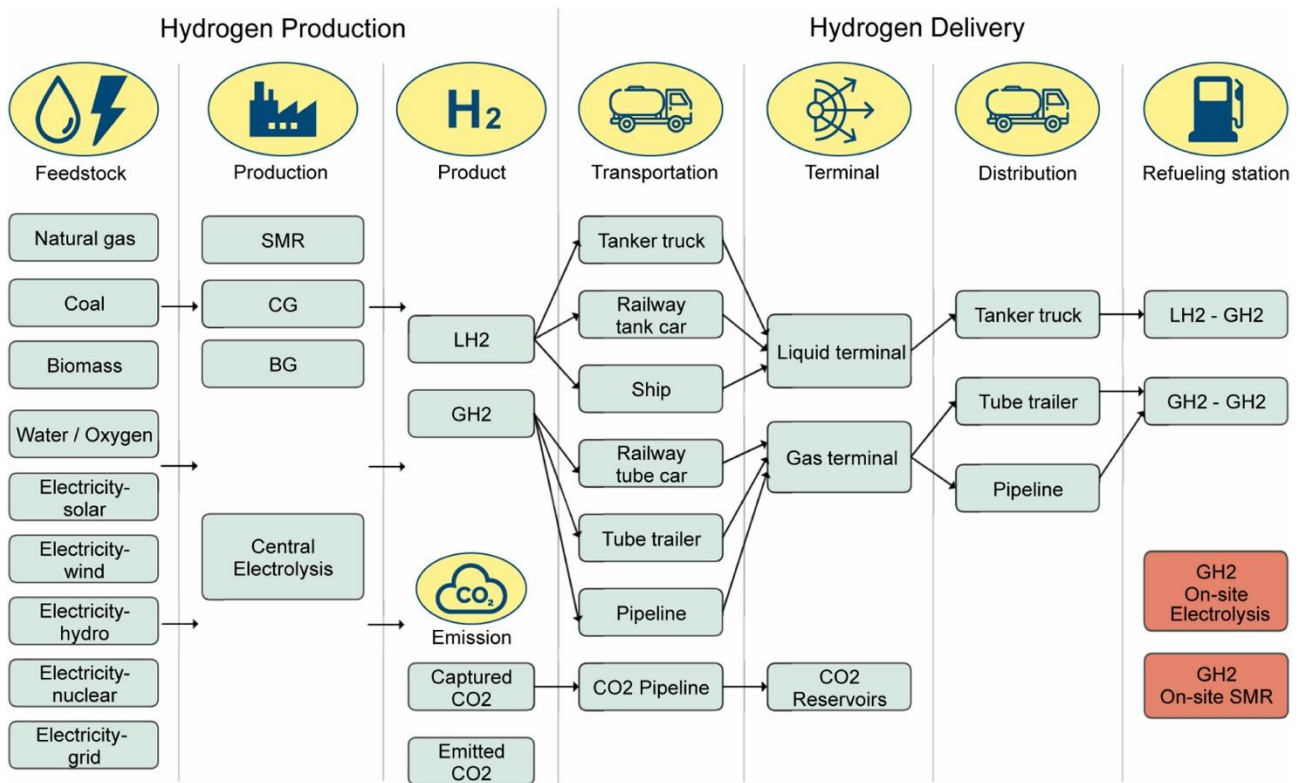 Hydrogen Production
Hydrogen Delivery
H2
Feedstock
Production
Product
Transportation
Terminal
Distribution
Refueling station
Natural gas
Coal
Biomass
Water / Oxygen
Electricity-
solar
Electricity-
wind
Electricity-
hydro
Electricity-
nuclear
Electricity-
grid
SMR
CG
BG
Central
Electrolysis
LH2
GH2
CO2
Emission
Captured
CO2
Emitted
CO2
Tanker truck
Railway
tank car
Ship
Railway
tube car
Tube trailer
Pipeline
CO2 Pipeline
Liquid terminal
Gas terminal
CO2
Reservoirs
Tanker truck
Tube trailer
Pipeline
LH2 - GH2
GH2 - GH2
GH2
On-site
Electrolysis
GH2
On-site SMR